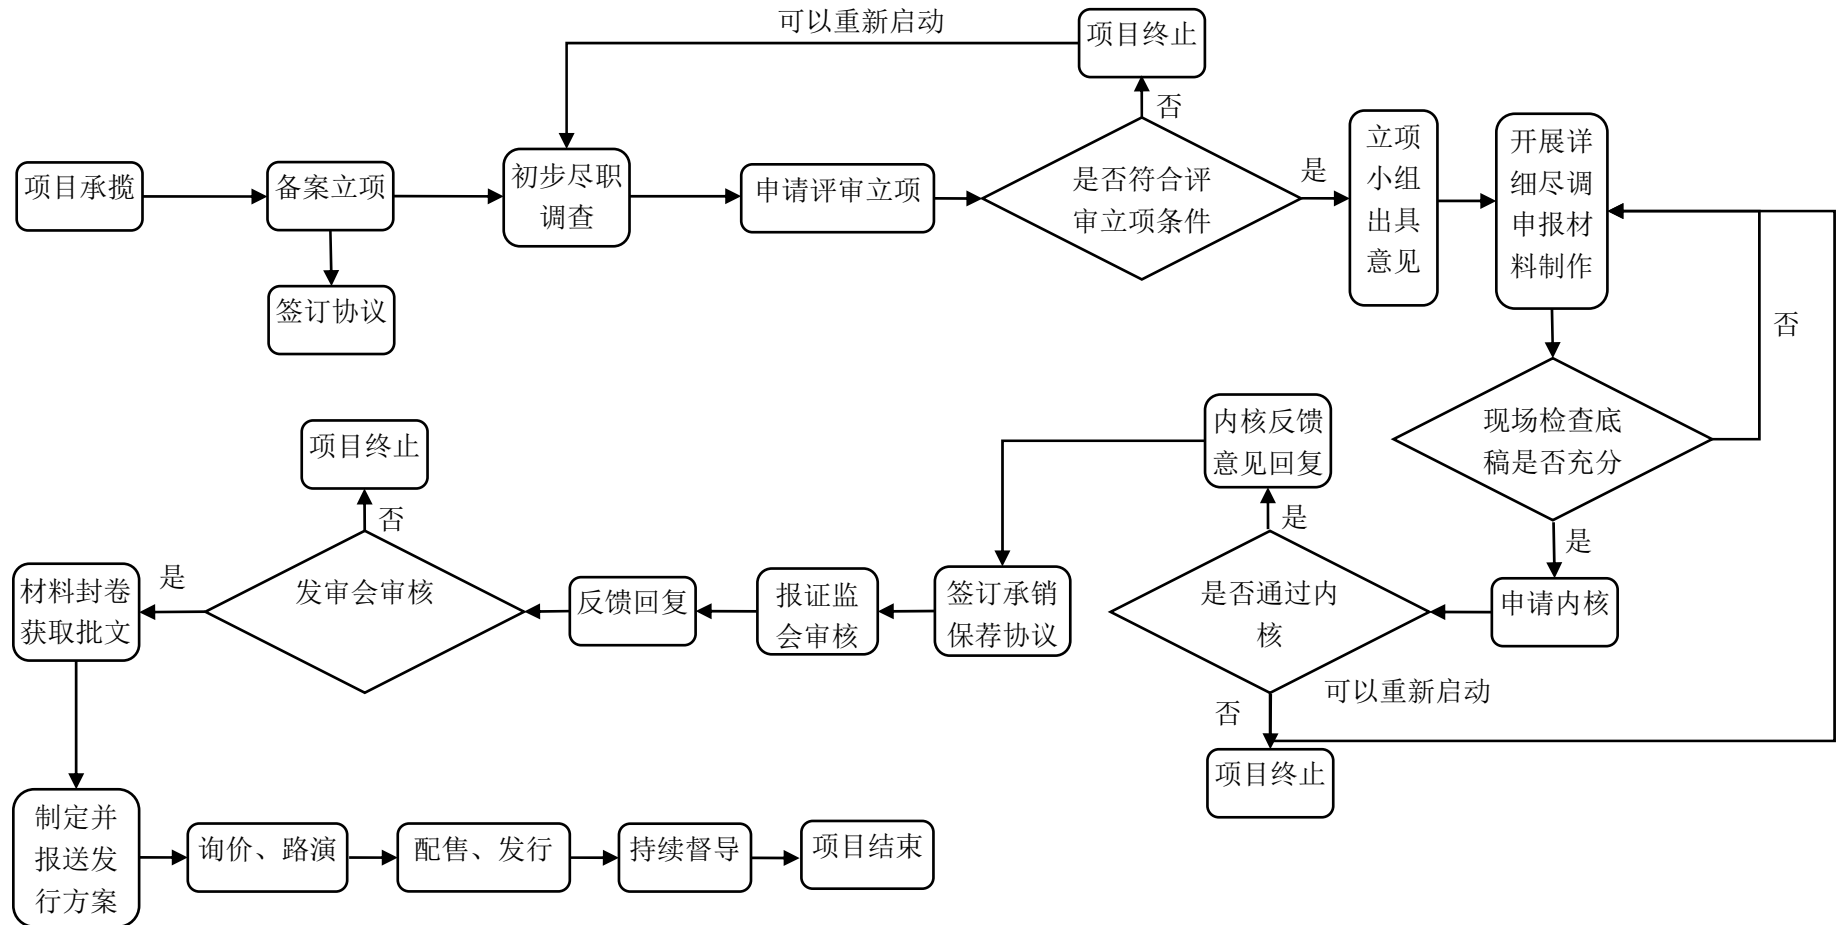 可以重新启动
项目终止
否
项目承揽
备案立项
签订协议
初步尽职
调查
申请评审立项
是否符合评
审立项条件
是
立项
小组
出具
意见
开展详
细尽调
申报材
料制作
否
现场检查底
稿是否充分
是
申请内核
是否通过内
核
是
内核反馈
意见回复
否
可以重新启动
项目终止
签订承销
保荐协议
报证监
会审核
反馈回复
发审会审核
否
项目终止
是
材料封卷
获取批文
制定并
报送发
行方案
询价、路演
配售、发行
持续督导
项目结束